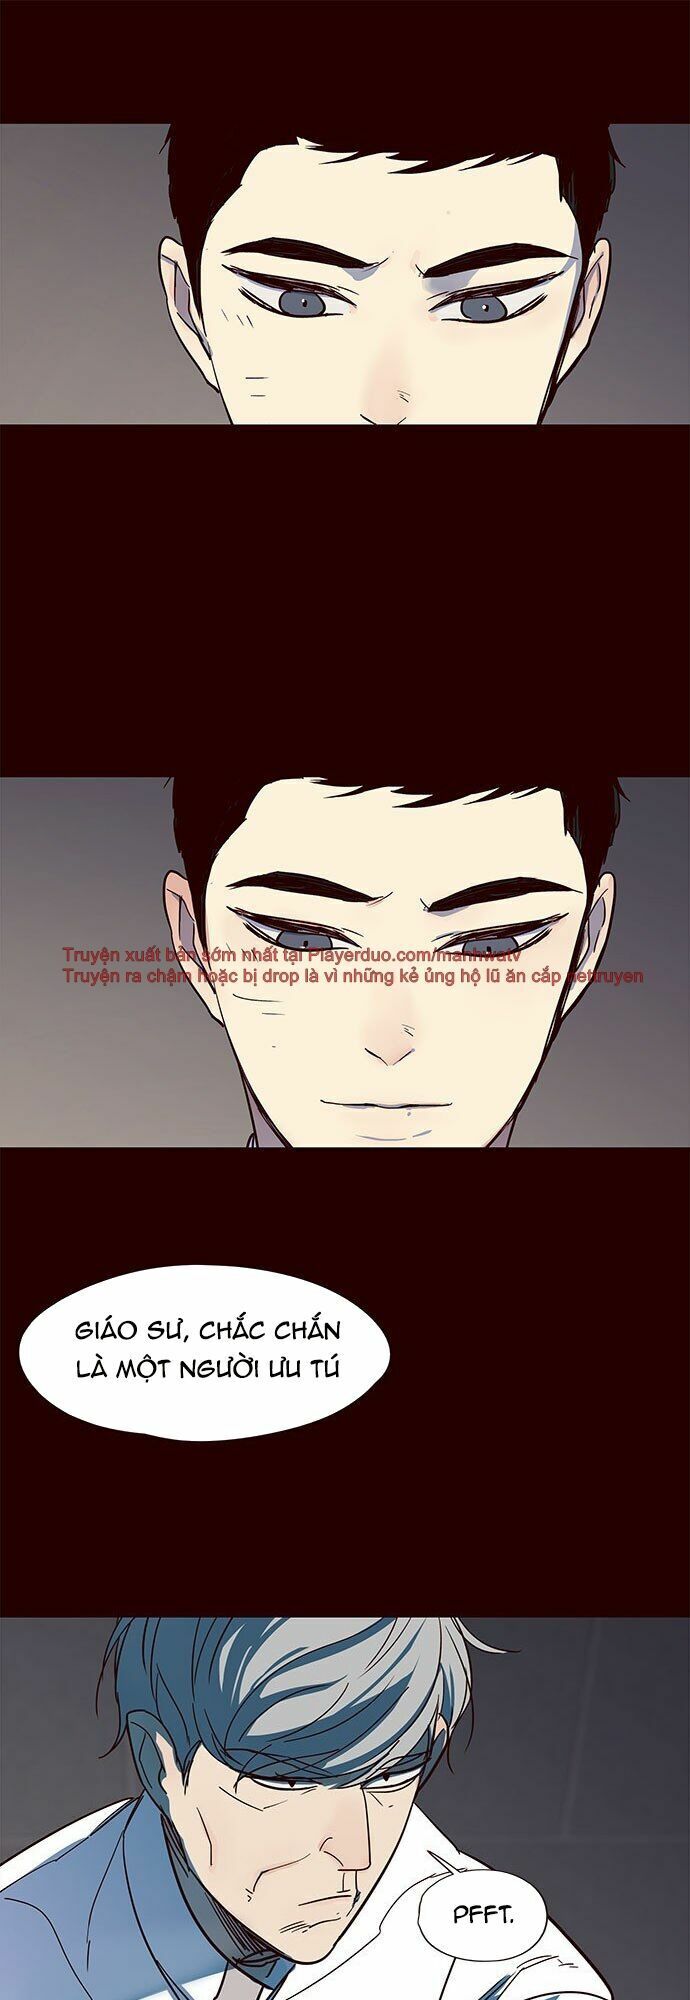 Truyện xuất bản sớm nhất tại Playerduo.com/manhwatv
Truyện ra chậm hoặc bị drop là vì những kẻ ủng hộ lũ ăn cắp nettruyen
GIÁO SƯ, CHẮC CHẮN
LÀ MỘT NGƯỜI ƯU TÚ
PFFT.